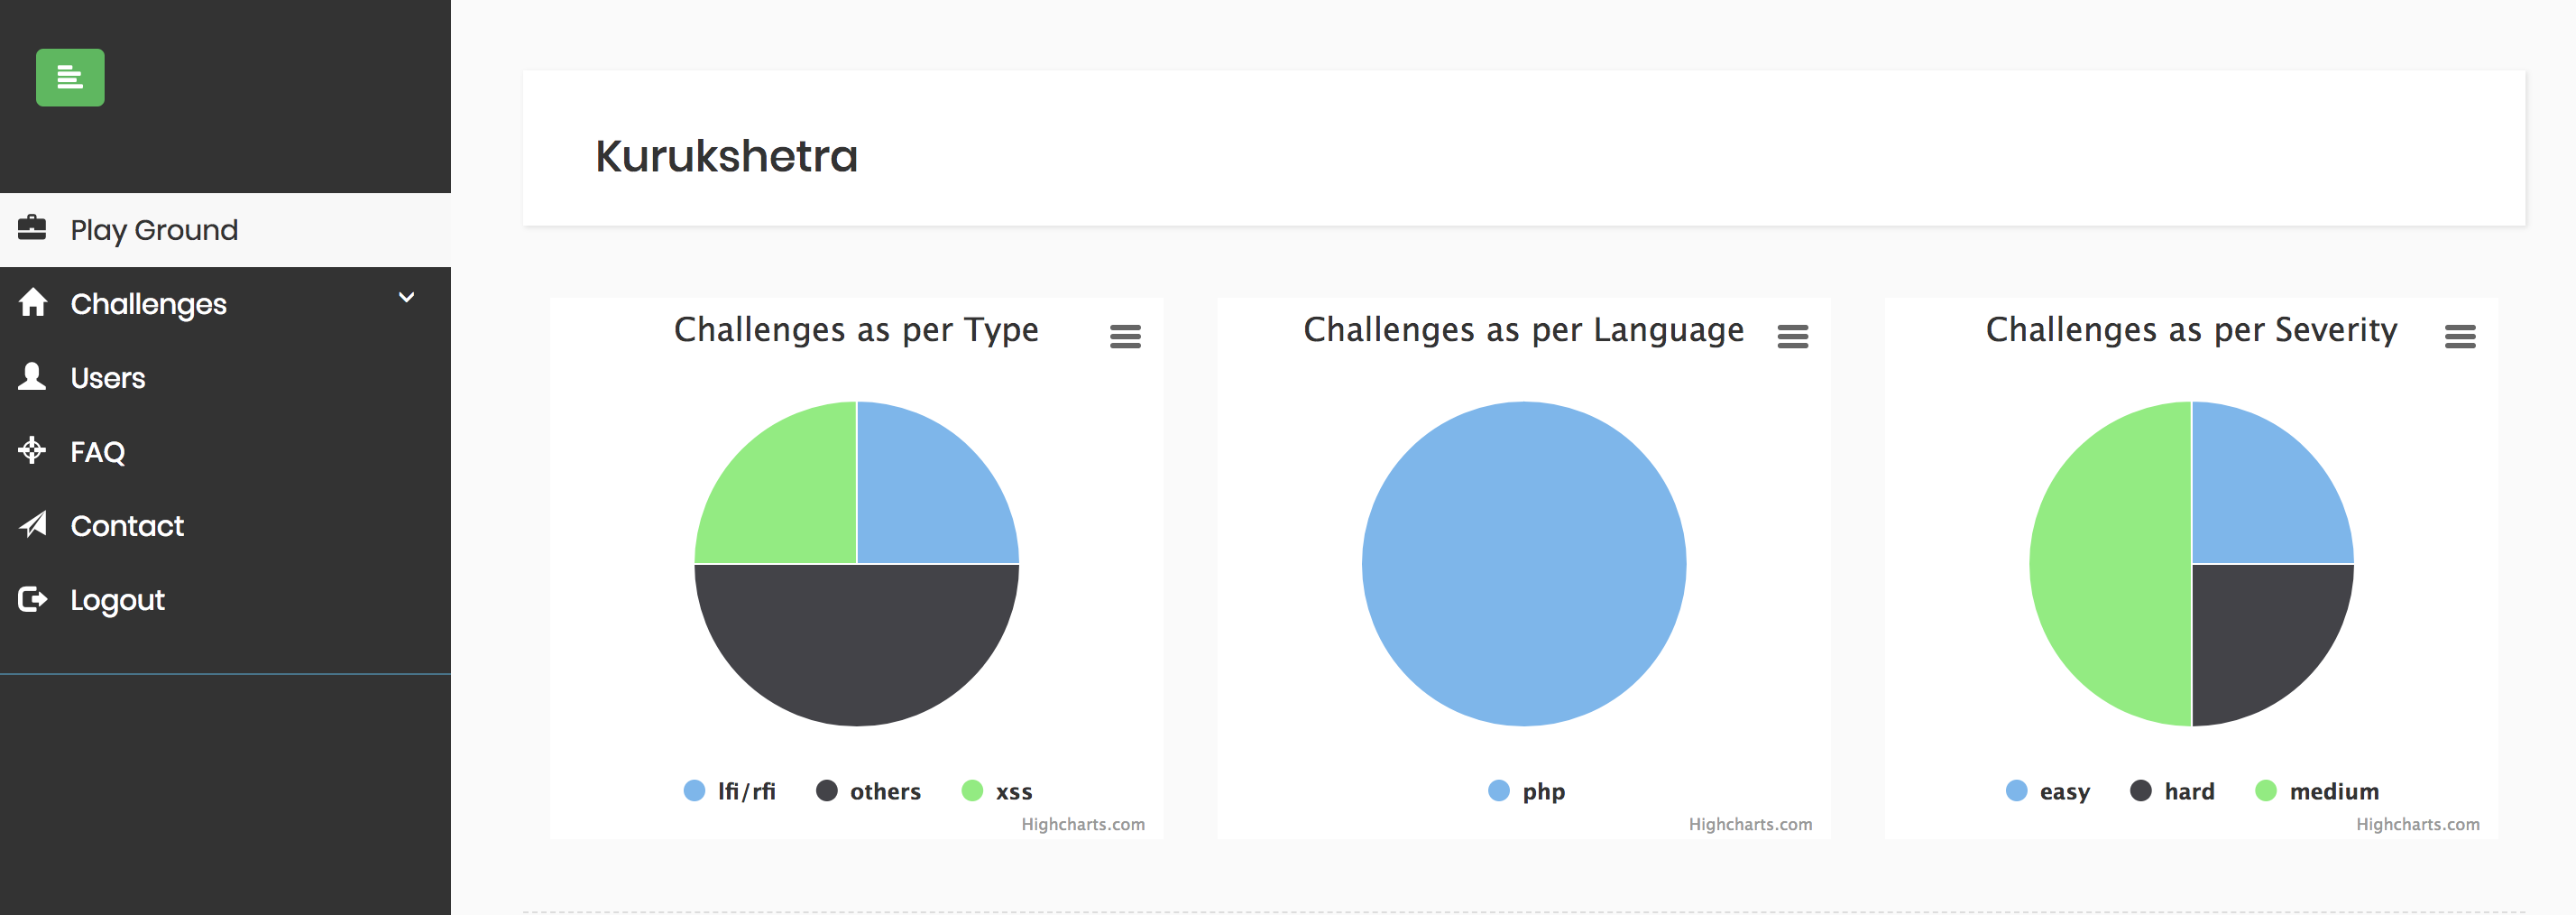 Play Ground
Challenges
Users
FAQ
Contact
Logout
Kurukshetra
Challenges as per Type
lfi/rfi others xss
Highcharts.com
Challenges as per Language
php
Highcharts.com
Challenges as per Severity
easy hard medium
Highcharts.com